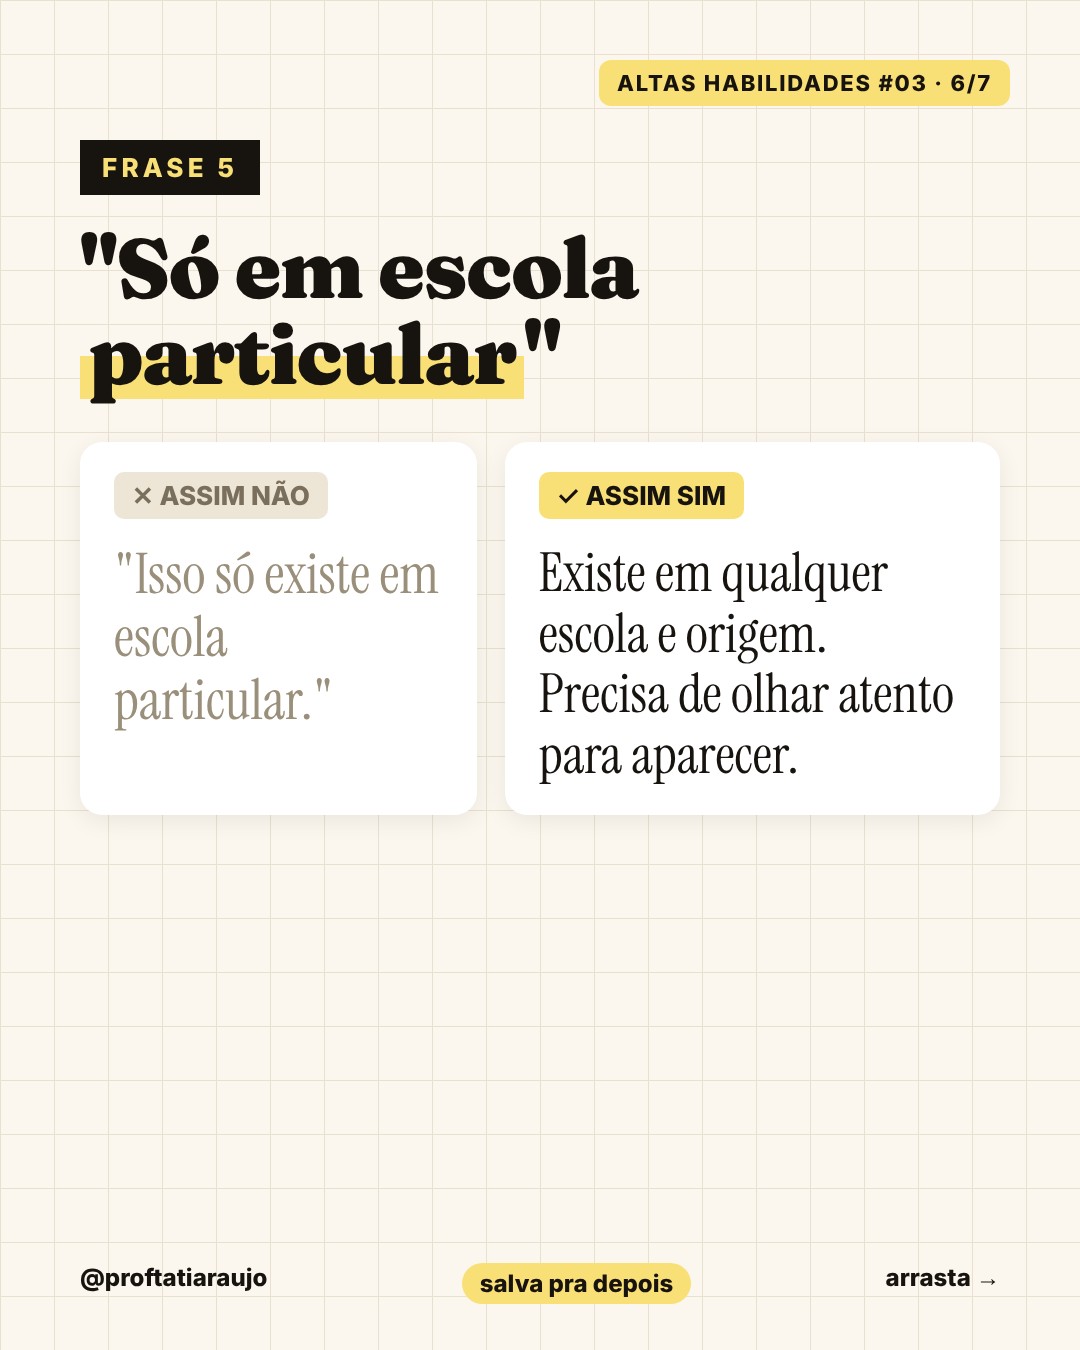 ALTAS HABILIDADES #03 · 6/7
FRASE 5
"Só em escola
particular"
✕ ASSIM NÃO
"Isso só existe em
escola
particular."
✓ ASSIM SIM
Existe em qualquer
escola e origem.
Precisa de olhar atento
para aparecer.
@proftatiaraujo
salva pra depois
arrasta →